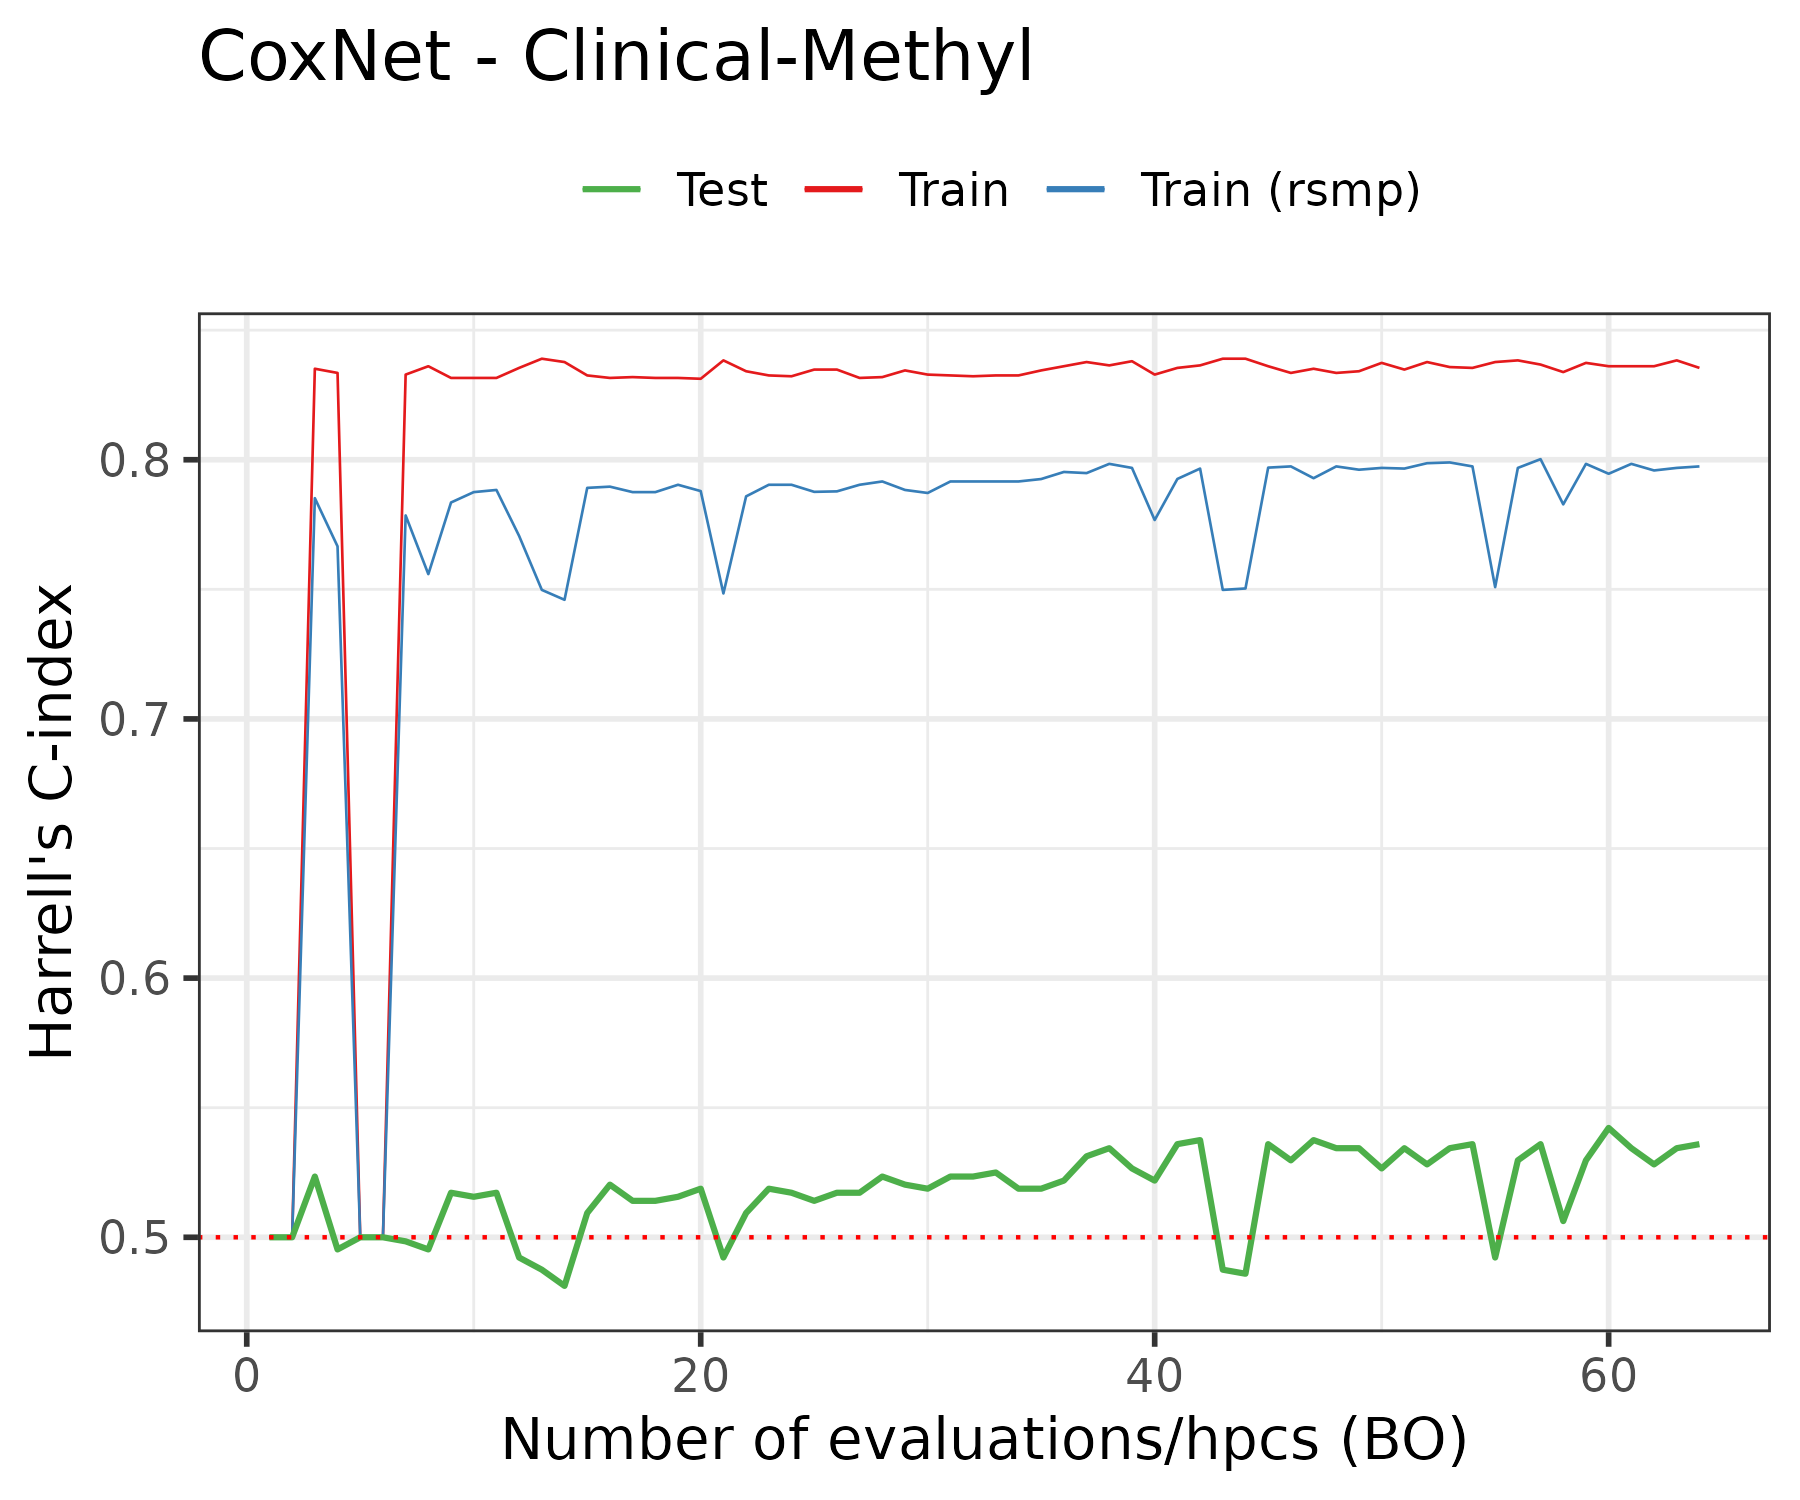 CoxNet - Clinical-Methyl
Test Train Train (rsmp)
Harrell's C-index
0.8
0.7
0.6
0.5
0 20 40 60
Number of evaluations/hpcs (BO)